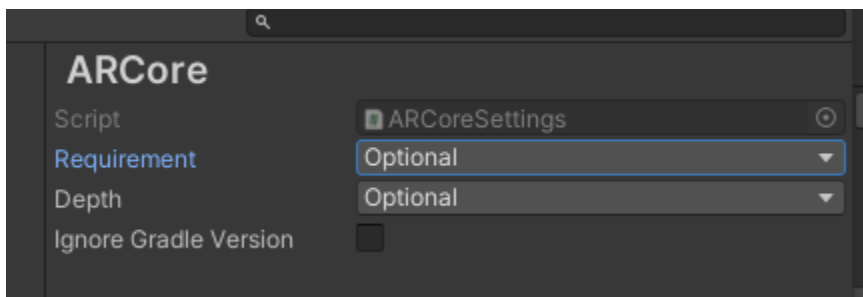 ARCore
Script ARCoreSettings
Requirement Optional
Depth Optional
Ignore Gradle Version